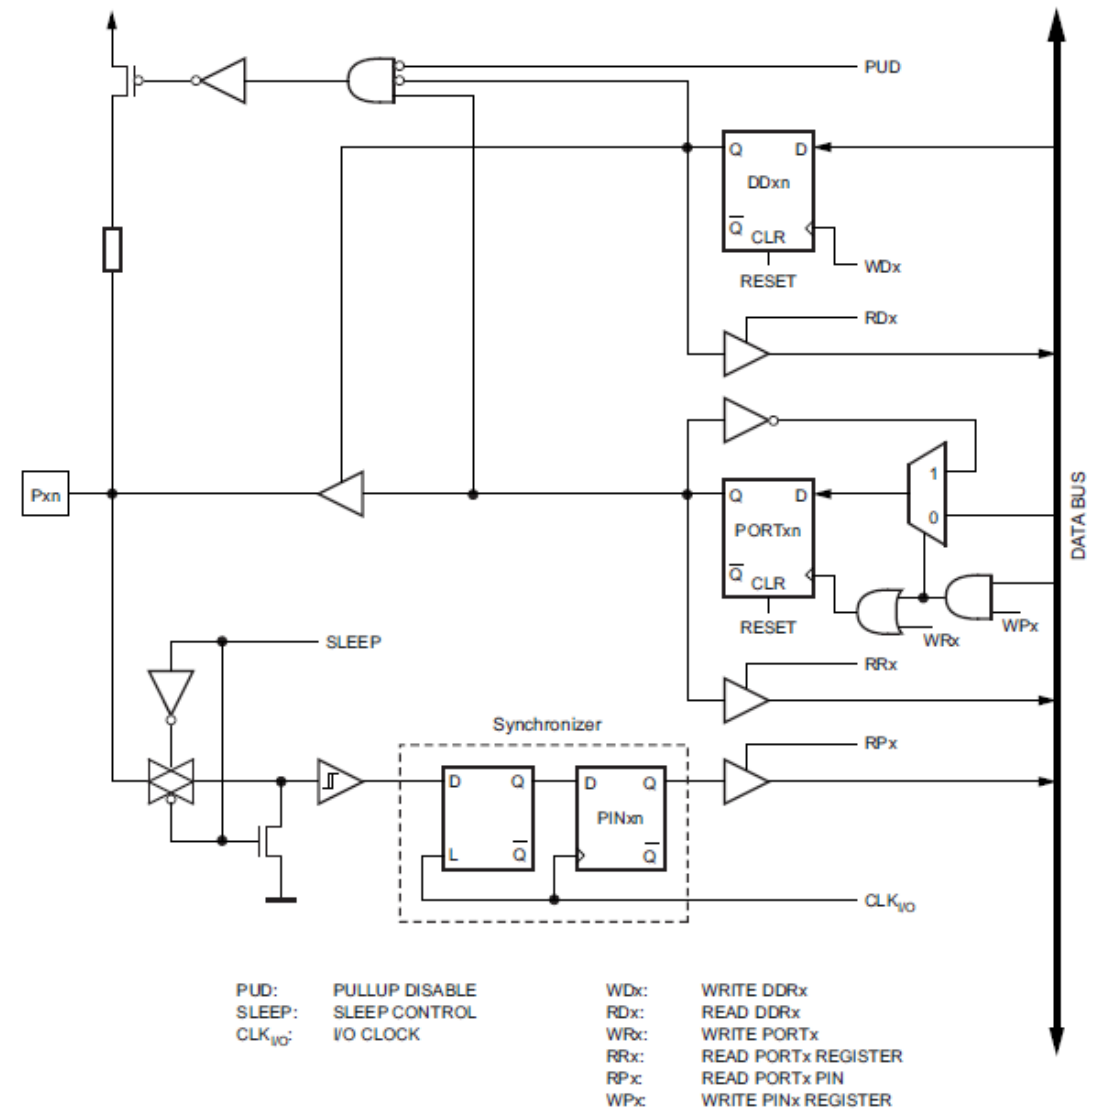 PUD
Q D
DDxn
Q CLR
WDx
RESET
RDx
Pxn
1
Q D
0
PORTxn
DATA BUS
Q CLR
RESET
WRx
WPx
SLEEP
RRx
Synchronizer
RPx
D Q
D Q
PINxn
L Q
Q
CLKI/O
PUD: PULLUP DISABLE
SLEEP: SLEEP CONTROL
CLKI/O: I/O CLOCK
WDx: WRITE DDRx
RDx: READ DDRx
WRx: WRITE PORTx
RRx: READ PORTx REGISTER
RPx: READ PORTx PIN
WPx: WRITE PINx REGISTER